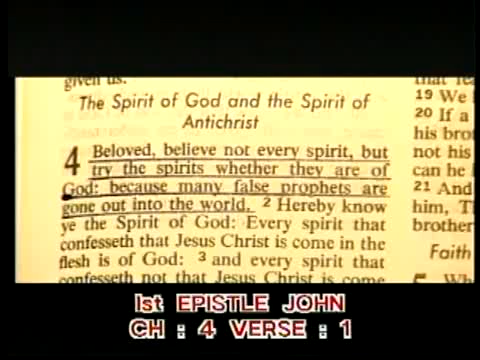 given us.
The Spirit of God and the Spirit of
Antichrist
4 Beloved, believe not every spirit, but
try the spirits whether they are of
God: because many false prophets are
gone out into the world. 2 Hereby know
ye the Spirit of God: Every spirit that
confesseth that Jesus Christ is come in the
flesh is of God: 3 and every spirit that
confesseth not that Jesus Christ is come
19 We
20 If a
his bro
not his
can he
21 And
him, T
brother
Faith
Ist EPISTLE JOHN
CH : 4 VERSE : 1